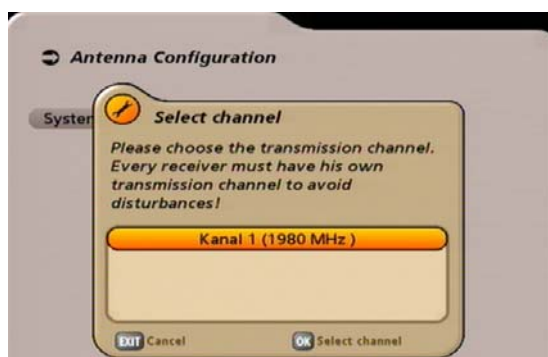 Antenna Configuration
Select channel
Please choose the transmission channel.
Every receiver must have his own
transmission channel to avoid
disturbances!
Kanal 1 (1980 MHz )
EXIT Cancel
OK Select channel